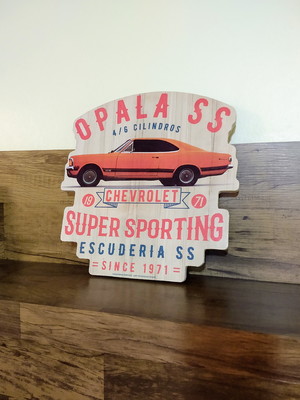 OPALA SS
4/6 CILINDROS
19 CHEVROLET 71
SUPER SPORTING
ESCUDERIA SS
= SINCE 1971 =